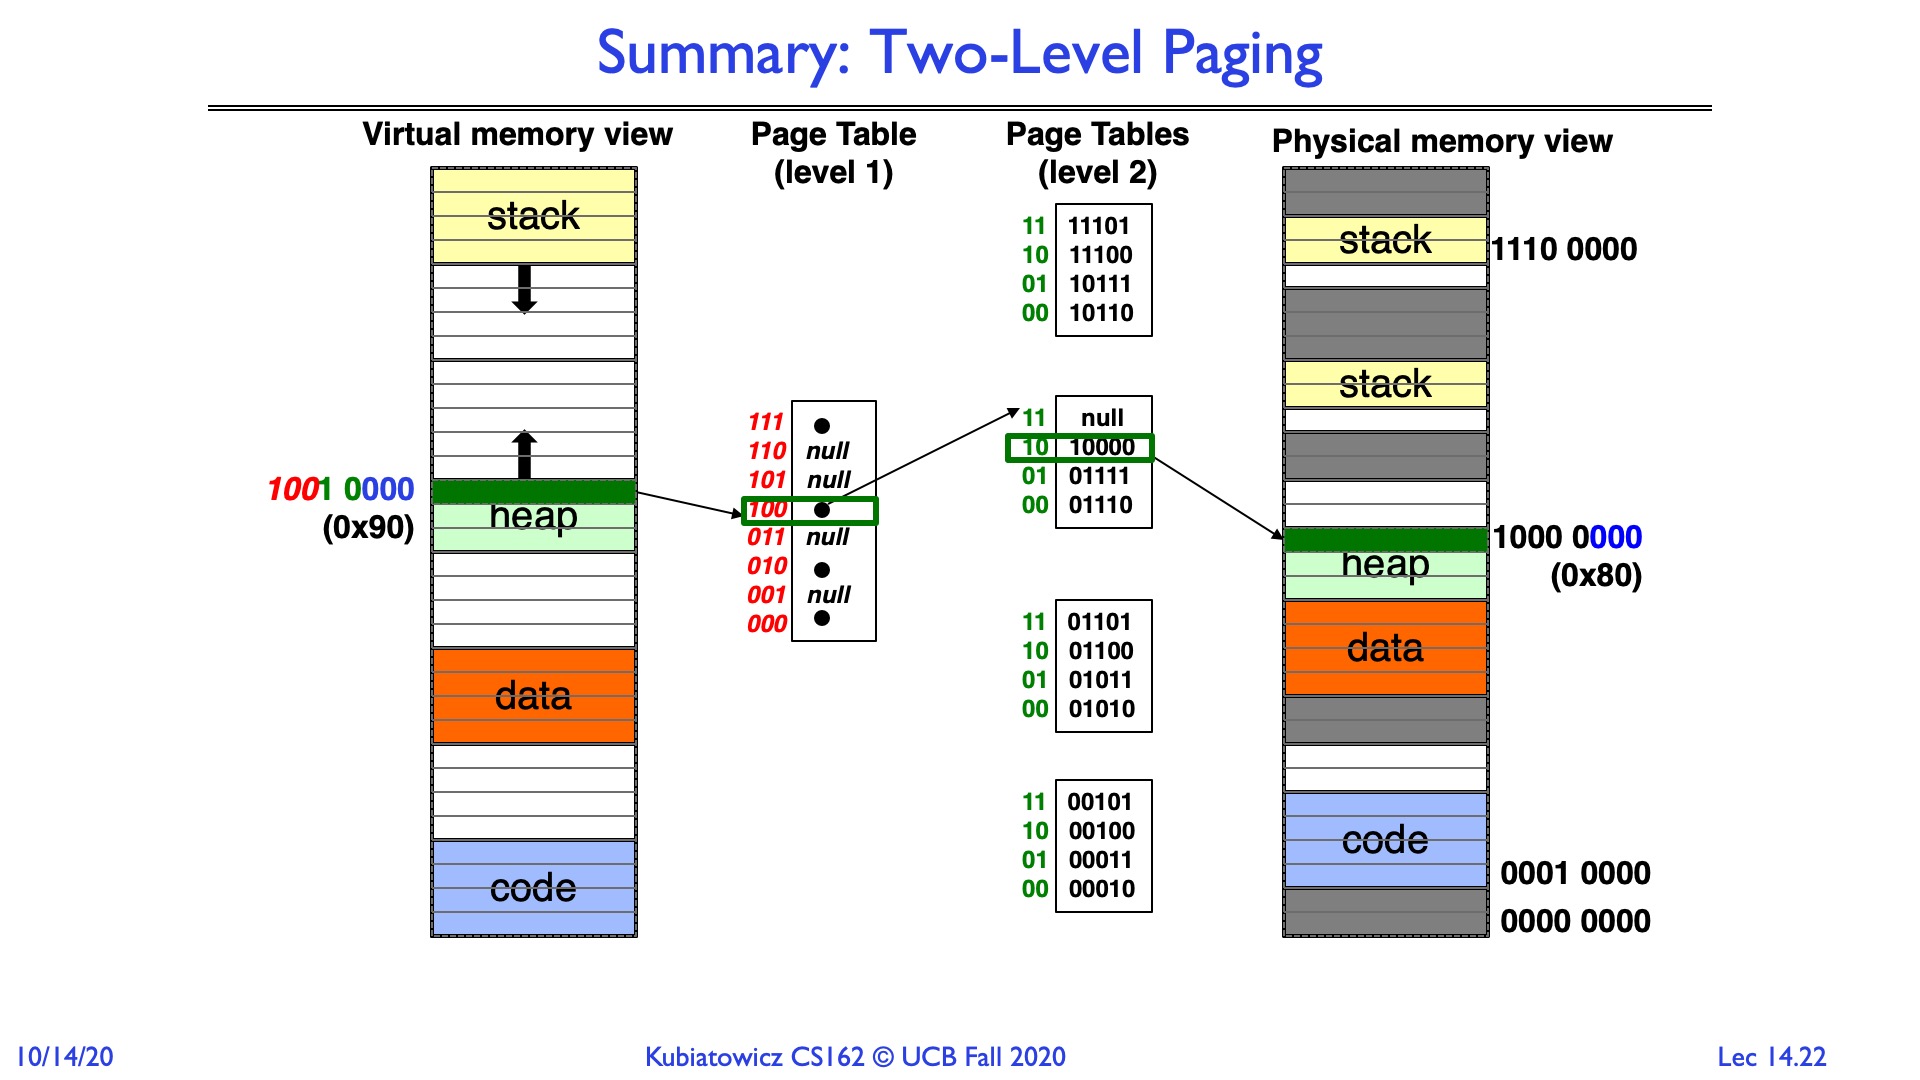 Summary: Two-Level Paging
Virtual memory view
Page Table
(level 1)
Page Tables
(level 2)
Physical memory view
stack
heap
data
code
1001 0000
(0x90)
111
110 null
101 null
100
011 null
010
001 null
000
11 11101
10 11100
01 10111
00 10110
11 null
10 10000
01 01111
00 01110
11 01101
10 01100
01 01011
00 01010
11 00101
10 00100
01 00011
00 00010
stack
1110 0000
stack
1000 0000
(0x80)
heap
data
code
0001 0000
0000 0000
10/14/20
Kubiatowicz CS162 © UCB Fall 2020
Lec 14.22